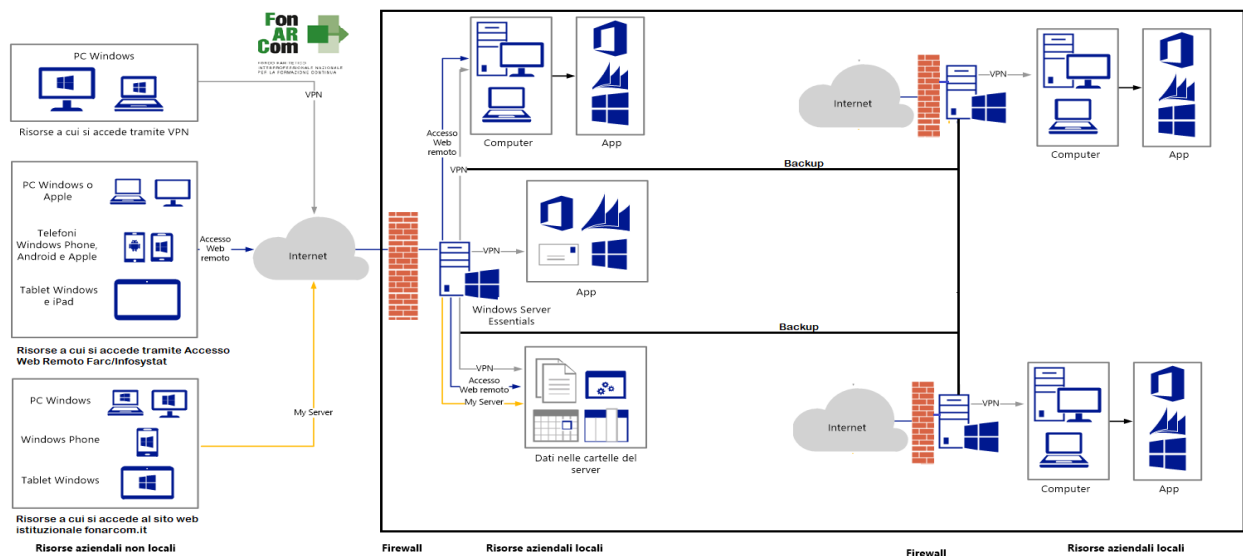 Fon
AR
Com
FONDO PARITETICO
INTERPROFESSIONALE NAZIONALE
PER LA FORMAZIONE CONTINUA
PC Windows
VPN
Risorse a cui si accede tramite VPN
PC Windows o
Apple
Telefoni
Windows Phone,
Android e Apple
Tablet Windows
e iPad
Accesso
Web
remoto
Risorse a cui si accede tramite Accesso
Web Remoto Farc/Infosystat
PC Windows
Windows Phone
Tablet Windows
My Server
Risorse a cui si accede al sito web
istituzionale fonarcom.it
Risorse aziendali non locali
Internet
Firewall
Accesso
Web
remoto
VPN
Computer
App
Backup
VPN
App
Windows Server
Essentials
Backup
VPN
Accesso
Web remoto
My Server
Dati nelle cartelle del
server
Risorse aziendali locali
Internet
VPN
Computer
App
Internet
VPN
Computer
App
Firewall
Risorse aziendali locali